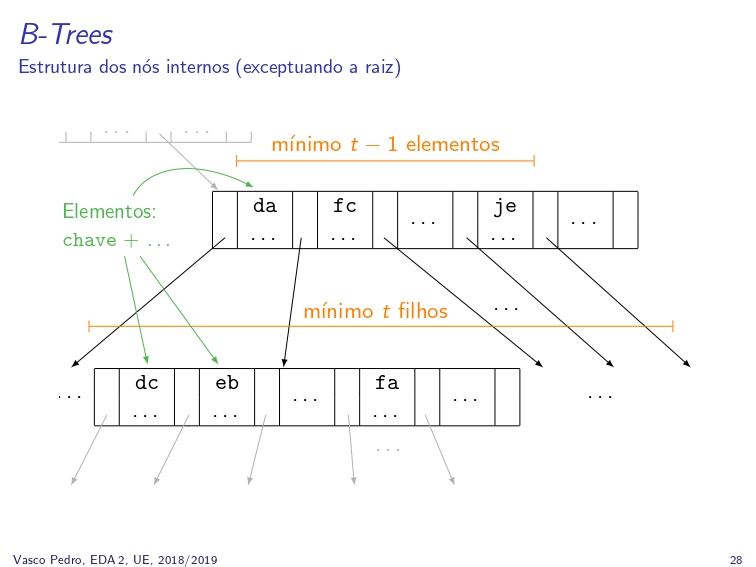 B-Trees
Estrutura dos nós internos (exceptuando a raiz)
... ...
mínimo t − 1 elementos
Elementos:
chave + ...
da fc ... je ...
... ... ...
mínimo t filhos
...
... dc eb ... fa ... ...
... ... ...
...
Vasco Pedro, EDA 2, UE, 2018/2019 28